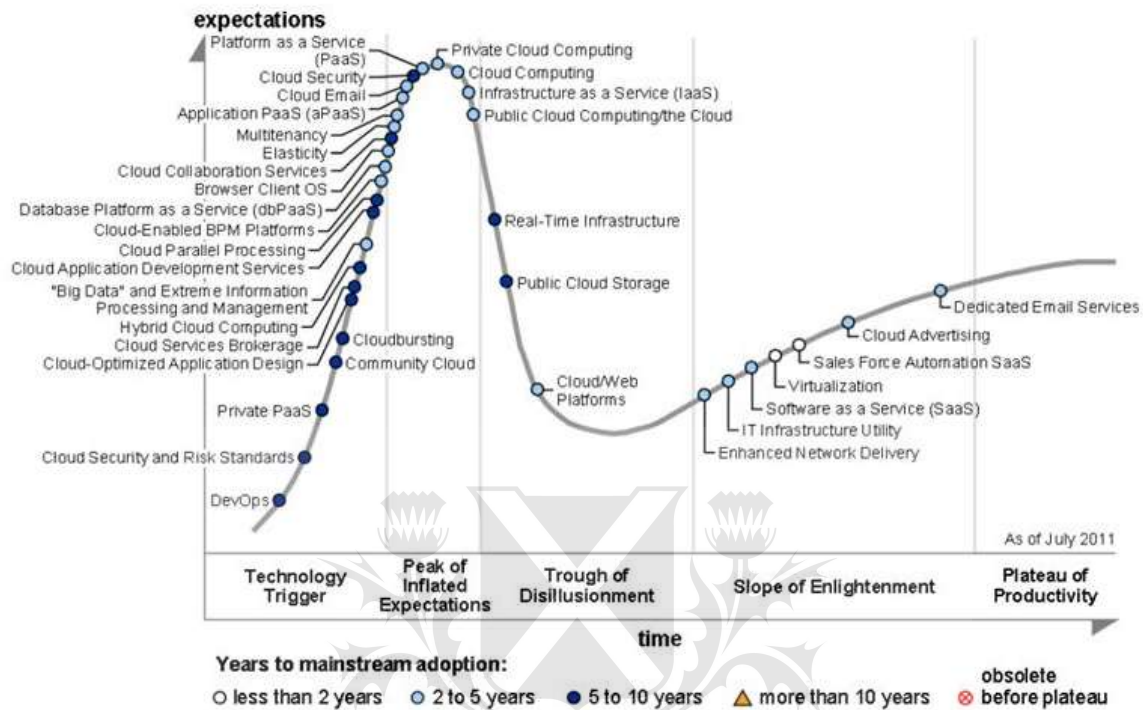 expectations
Platform as a Service
(PaaS)
Cloud Security
Cloud Email
Application PaaS (aPaaS)
Multitenancy
Elasticity
Cloud Collaboration Services
Browser Client OS
Database Platform as a Service (dbPaaS)
Cloud-Enabled BPM Platforms
Cloud Parallel Processing
Cloud Application Development Services
"Big Data" and Extreme Information
Processing and Management
Hybrid Cloud Computing
Cloud Services Brokerage
Cloud-Optimized Application Design
Cloudbursting
Community Cloud
Private PaaS
Cloud Security and Risk Standards
DevOps
Private Cloud Computing
Cloud Computing
Infrastructure as a Service (IaaS)
Public Cloud Computing/the Cloud
Real-Time Infrastructure
Public Cloud Storage
Cloud/Web
Platforms
Dedicated Email Services
Cloud Advertising
Sales Force Automation SaaS
Virtualization
Software as a Service (SaaS)
IT Infrastructure Utility
Enhanced Network Delivery
As of July 2011
Technology
Trigger
Peak of
Inflated
Expectations
Trough of
Disillusionment
Slope of Enlightenment
Plateau of
Productivity
time
Years to mainstream adoption:
less than 2 years
2 to 5 years
5 to 10 years
more than 10 years
obsolete
before plateau